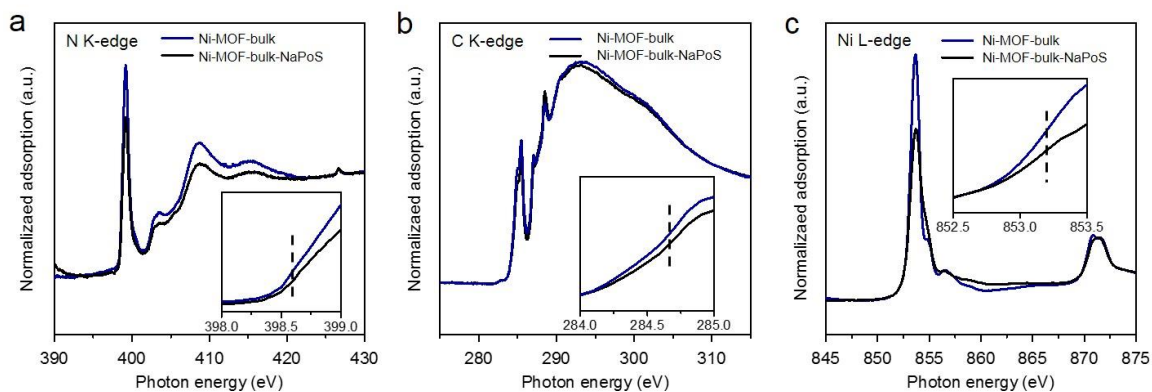 a
N K-edge
Ni-MOF-bulk
Ni-MOF-bulk-NaPoS
Normalizaed adsorption (a.u.)
398.0 398.5 399.0
390 400 410 420 430
Photon energy (eV)
b
C K-edge
Ni-MOF-bulk
Ni-MOF-bulk-NaPoS
Normalizaed adsorption (a.u.)
284.0 284.5 285.0
280 290 300 310
Photon energy (eV)
c
Ni L-edge
Ni-MOF-bulk
Ni-MOF-bulk-NaPoS
Normalizaed adsorption (a.u.)
852.5 853.0 853.5
845 850 855 860 865 870 875
Photon energy (eV)